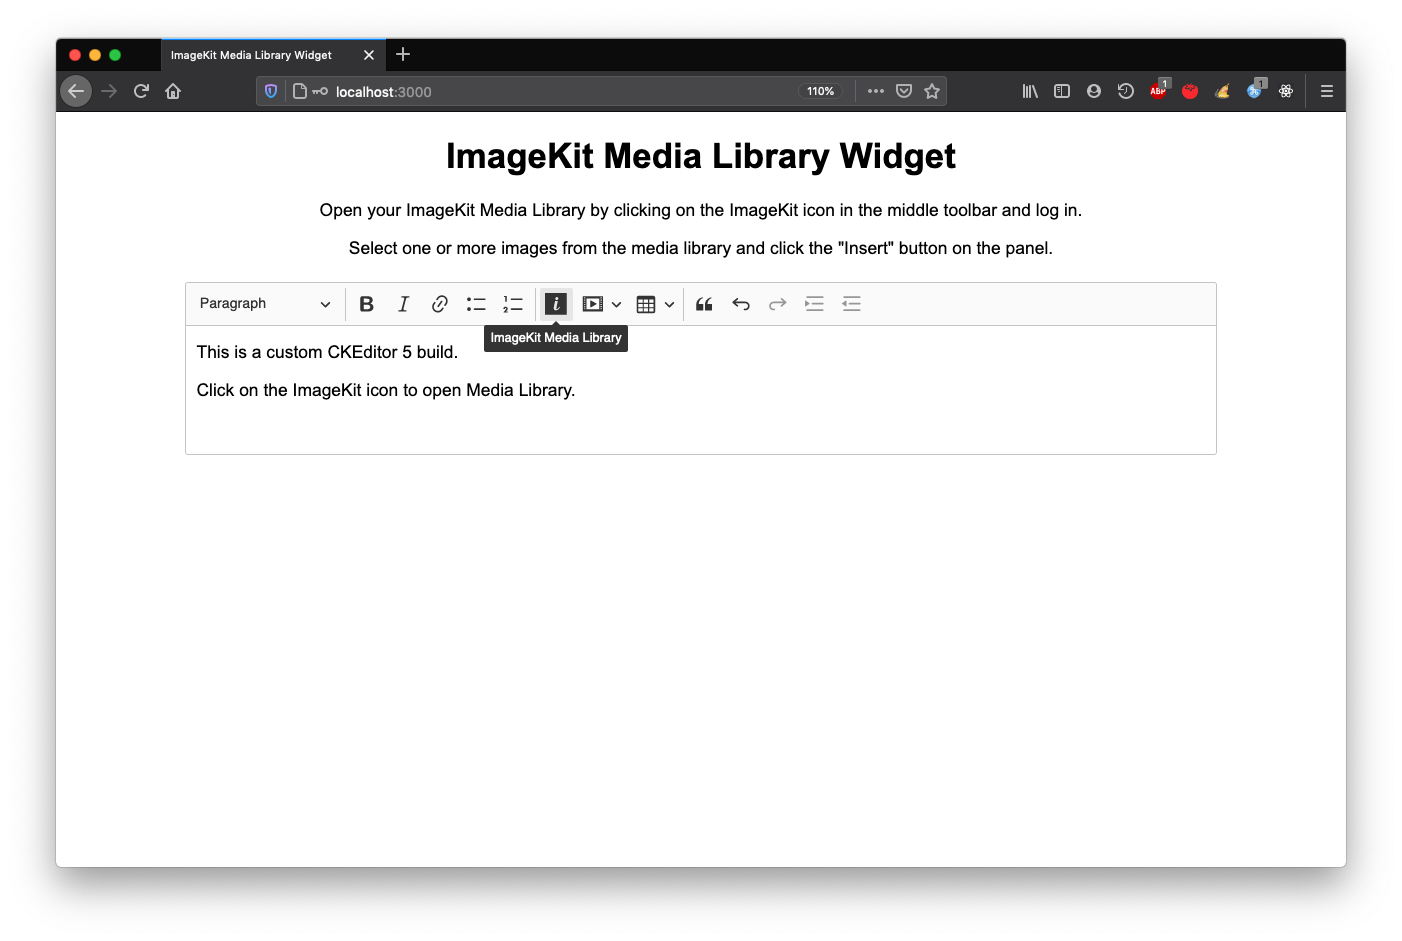 ImageKit Media Library Widget
localhost:3000
110%
1
ABP
1
ImageKit Media Library Widget
Open your ImageKit Media Library by clicking on the ImageKit icon in the middle toolbar and log in.
Select one or more images from the media library and click the "Insert" button on the panel.
Paragraph
B I
i
ImageKit Media Library
This is a custom CKEditor 5 build.
Click on the ImageKit icon to open Media Library.